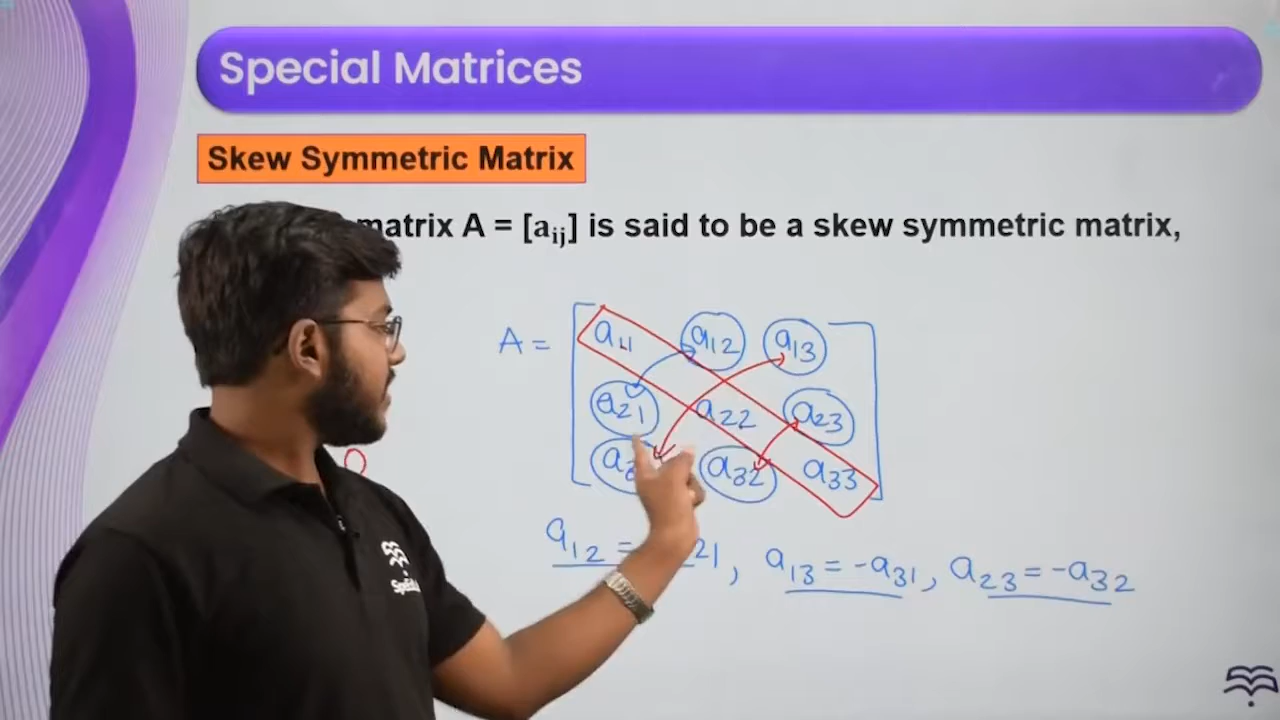 Special Matrices
Skew Symmetric Matrix
matrix A = [aij] is said to be a skew symmetric matrix,
A = [ a11 a12 a13
a21 a22 a23
a32 a33 ]
0
a12 = 21, a13 = -a31, a23 = -a32